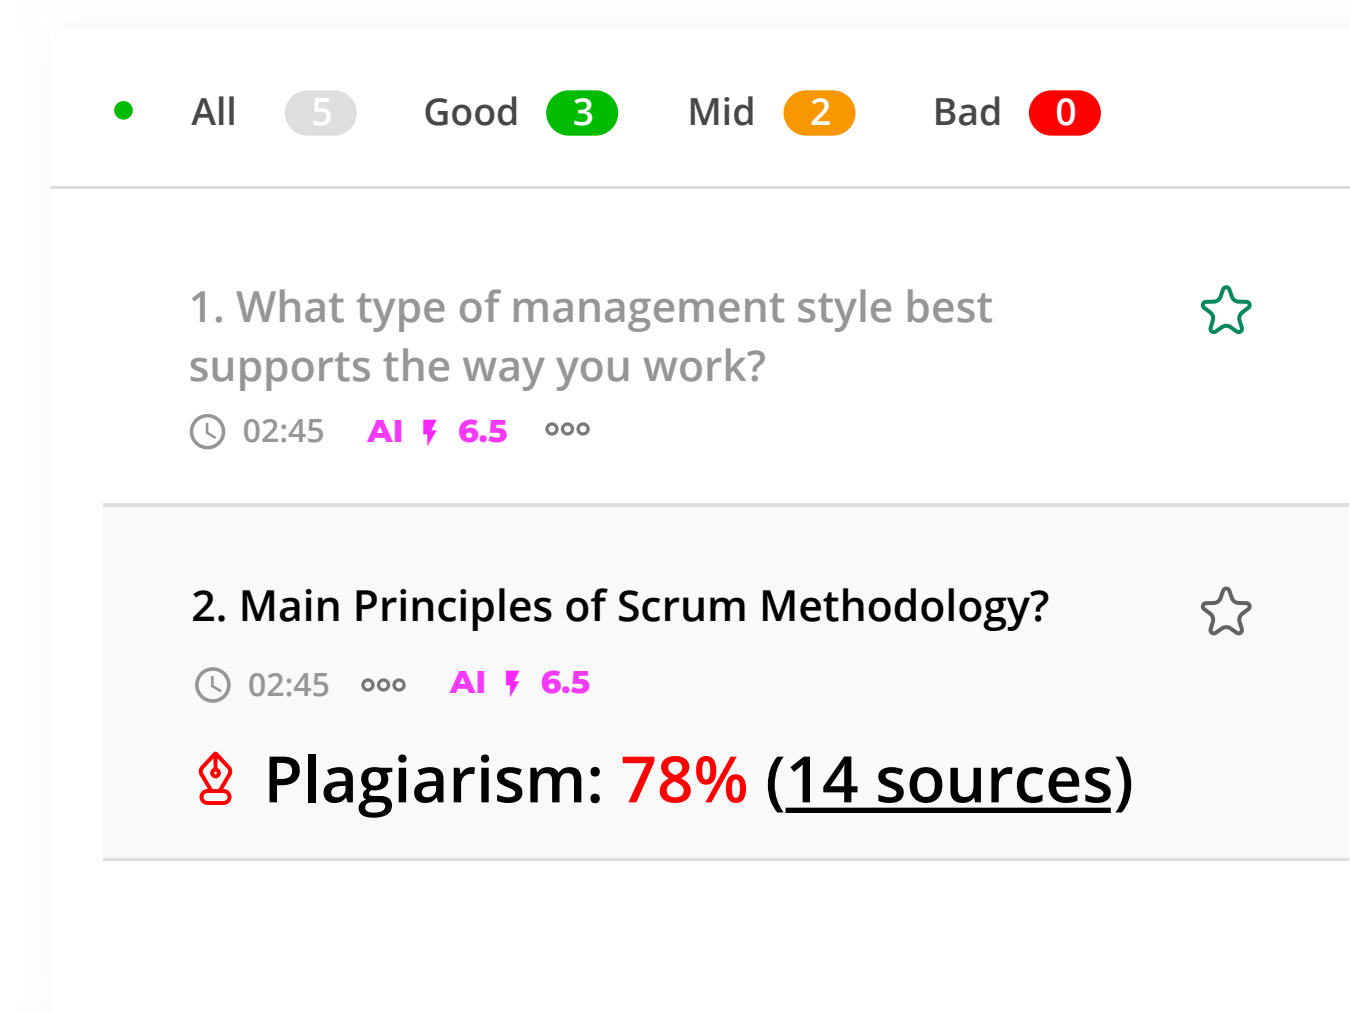 All 5 Good 3 Mid 2 Bad 0
1. What type of management style best
supports the way you work?
02:45 AI 6.5
2. Main Principles of Scrum Methodology?
02:45 AI 6.5
Plagiarism: 78% (14 sources)